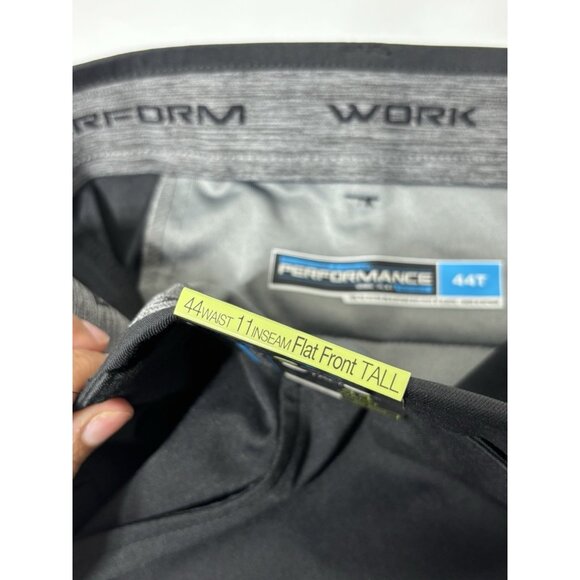 RFORM WORK
PERFORMANCE 44T
44WAIST 11INSEAM Flat Front TALL